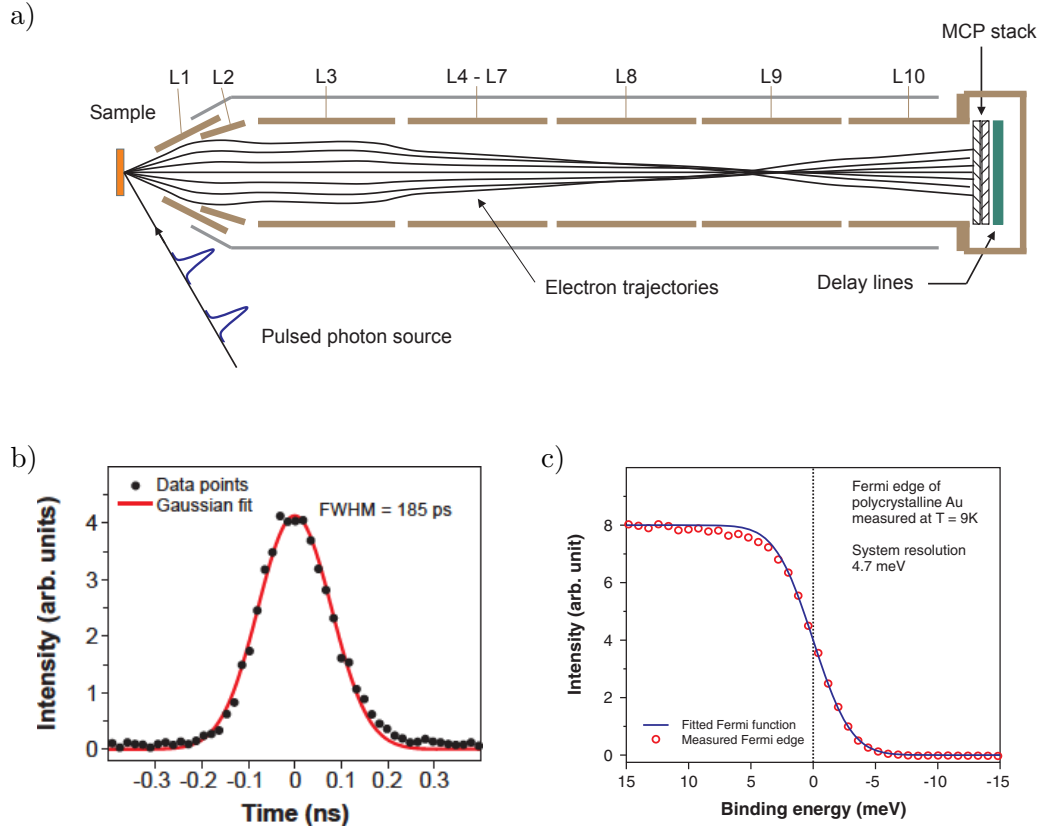 a)
MCP stack
L1
L2
L3
L4 - L7
L8
L9
L10
Sample
Electron trajectories
Delay lines
Pulsed photon source
b)
Data points
Gaussian fit
FWHM = 185 ps
Intensity (arb. units)
4
3
2
1
0
-0.3
-0.2
-0.1
0
0.1
0.2
0.3
Time (ns)
c)
Fermi edge of
polycrystalline Au
measured at T = 9K
System resolution
4.7 meV
Intensity (arb. unit)
8
6
4
2
0
Fitted Fermi function
Measured Fermi edge
15
10
5
0
-5
-10
-15
Binding energy (meV)